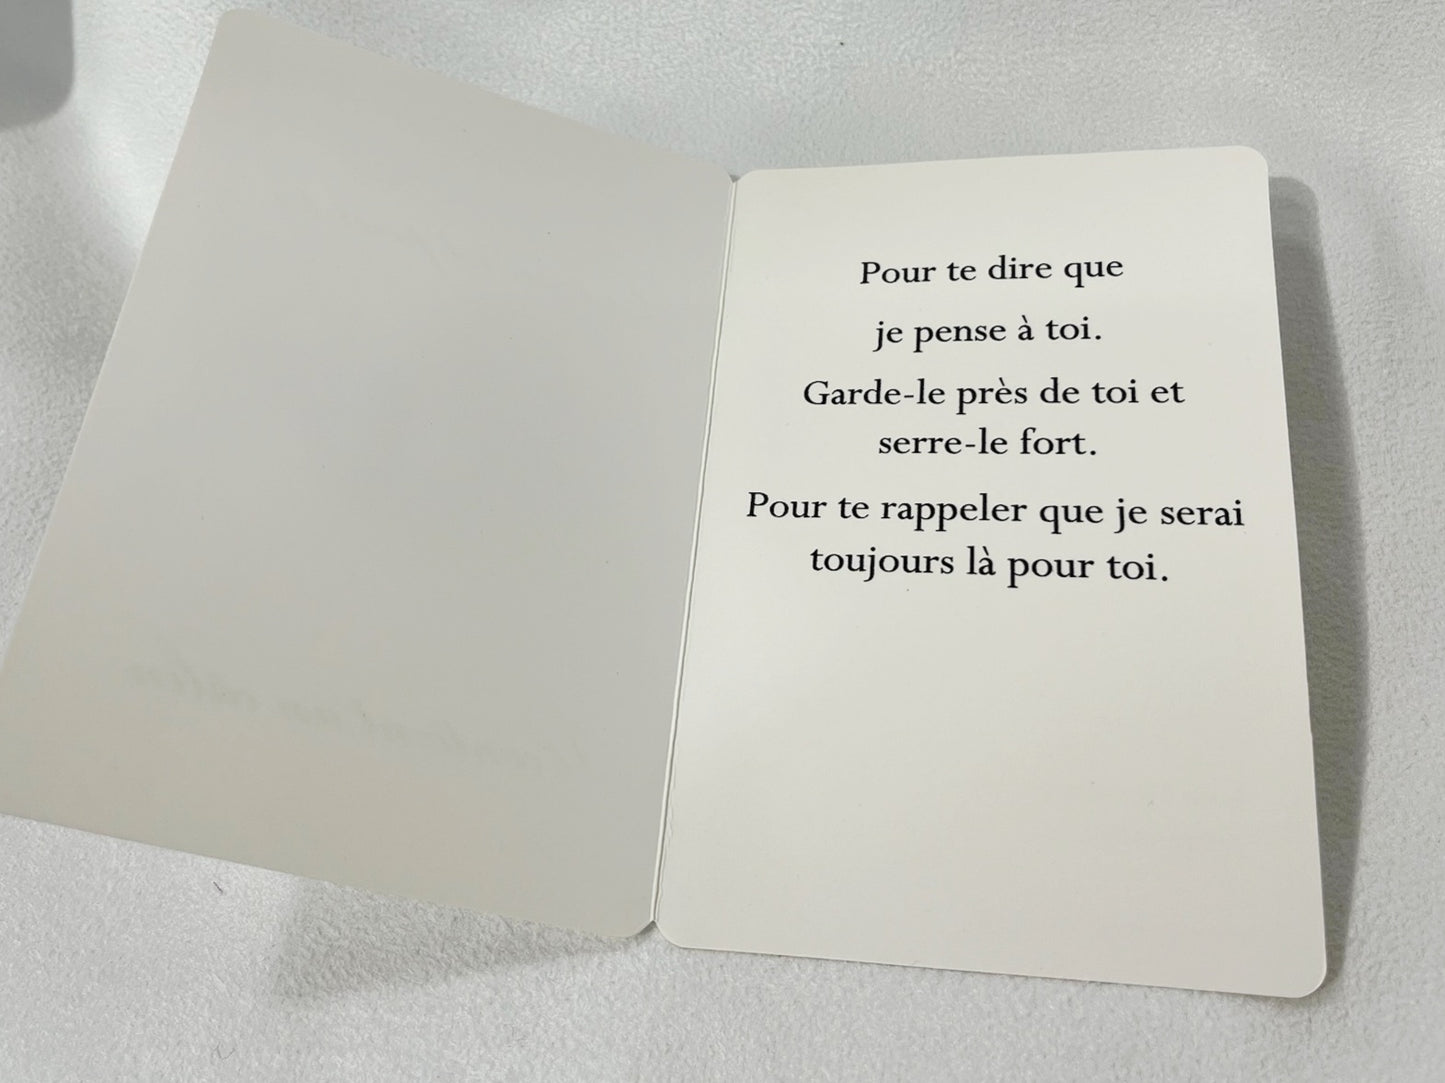 Pour te dire que
je pense à toi.
Garde-le près de toi et
serre-le fort.
Pour te rappeler que je serai
toujours là pour toi.